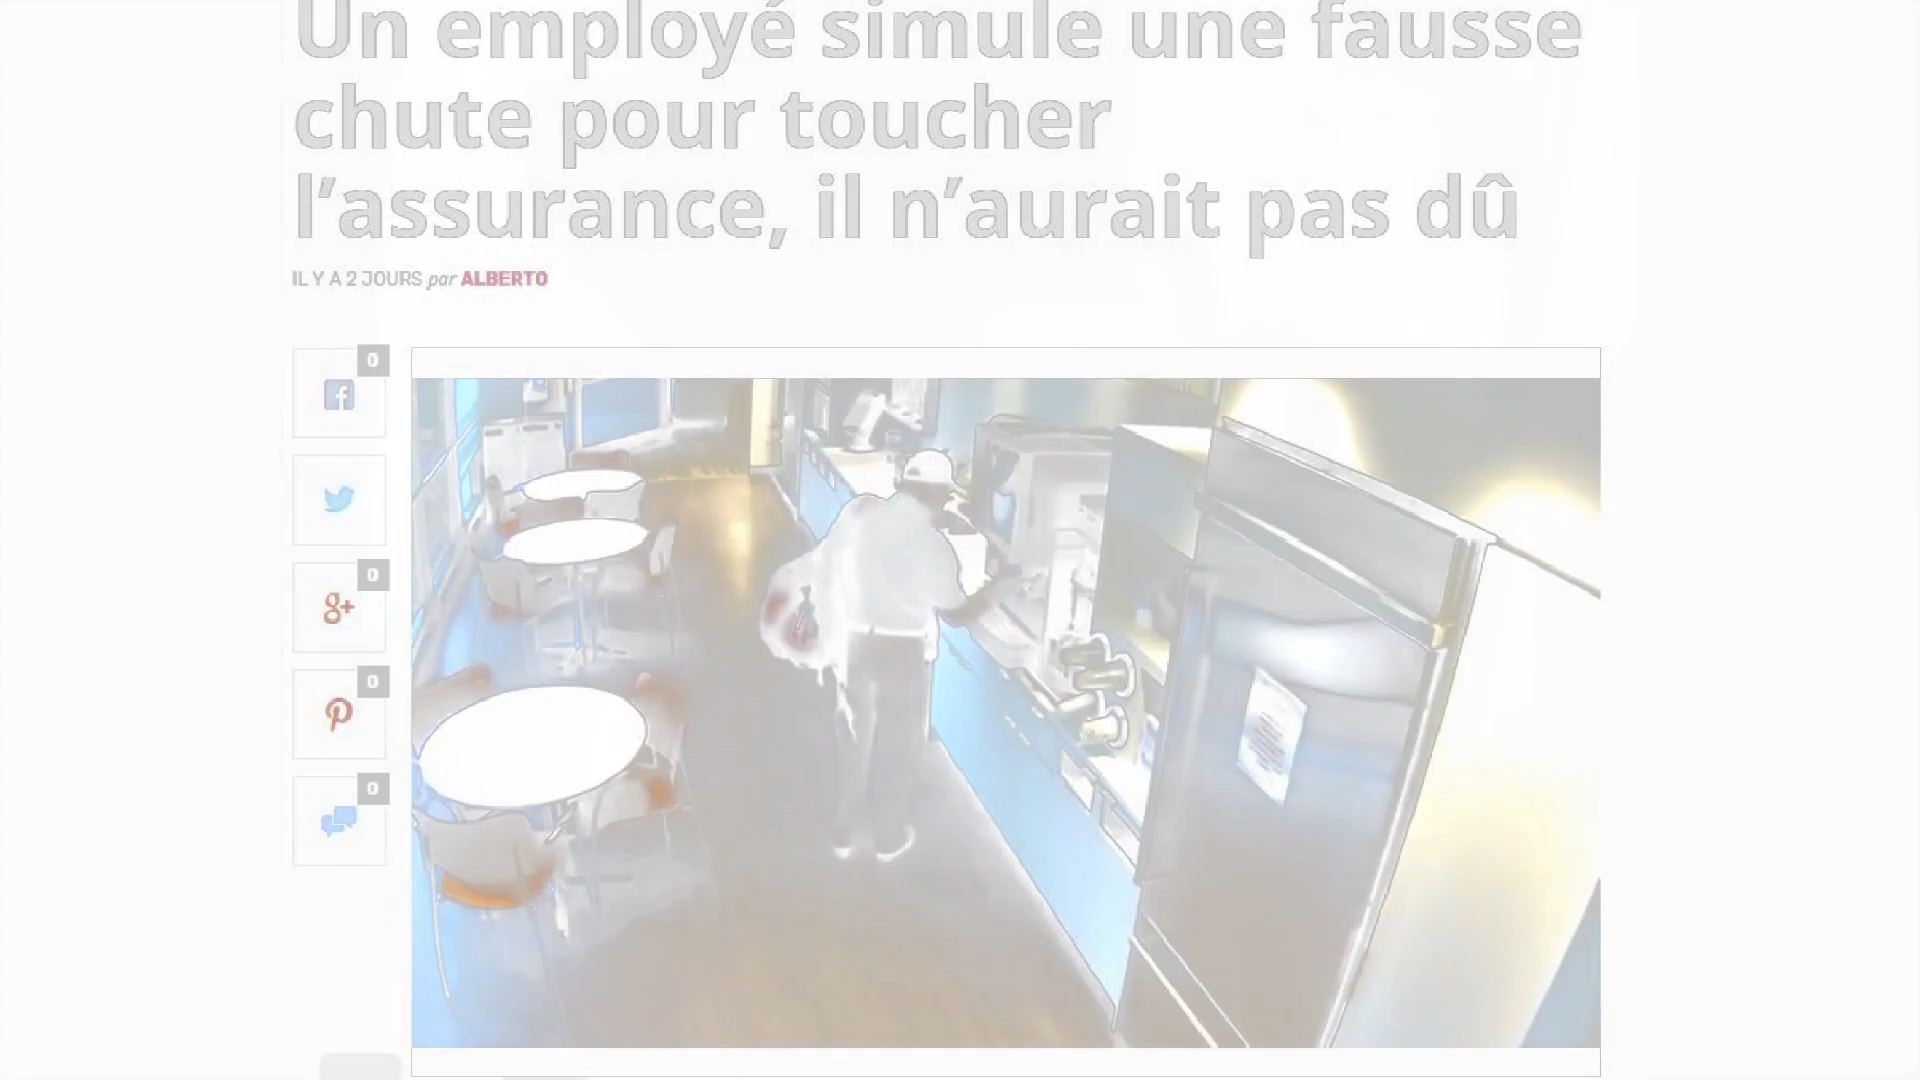 Un employé simule une fausse
chute pour toucher
l’assurance, il n’aurait pas dû
IL Y A 2 JOURS par ALBERTO
0
0
0
0